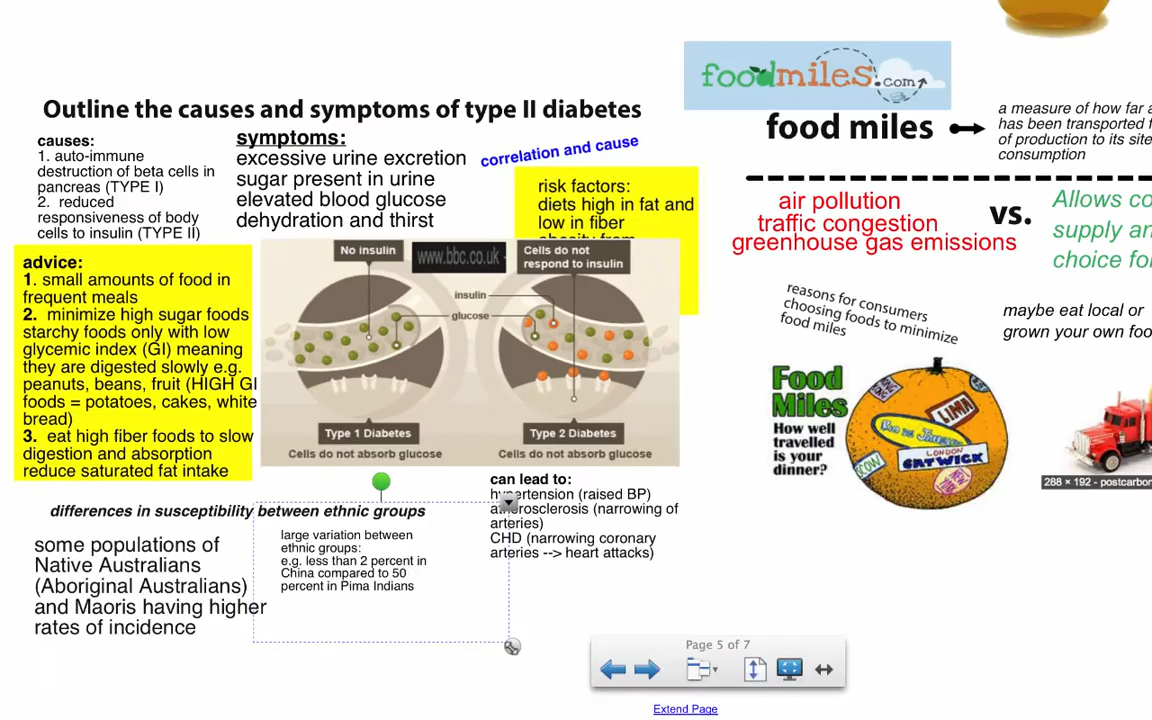 foodmiles.com
Outline the causes and symptoms of type II diabetes
causes:
1. auto-immune
destruction of beta cells in
pancreas (TYPE I)
2.  reduced
responsiveness of body
cells to insulin (TYPE II)
symptoms:
excessive urine excretion
sugar present in urine
elevated blood glucose
dehydration and thirst
correlation and cause
risk factors:
diets high in fat and
low in fiber
advice:
1. small amounts of food in
frequent meals
2.  minimize high sugar foods
starchy foods only with low
glycemic index (GI) meaning
they are digested slowly e.g.
peanuts, beans, fruit (HIGH GI
foods = potatoes, cakes, white
bread)
3.  eat high fiber foods to slow
digestion and absorption
reduce saturated fat intake
No insulin
www.bbc.co.uk
Cells do not
respond to insulin
insulin
glucose
Type 1 Diabetes
Type 2 Diabetes
Cells do not absorb glucose
Cells do not absorb glucose
can lead to:
hypertension (raised BP)
atherosclerosis (narrowing of
arteries)
CHD (narrowing coronary
arteries --> heart attacks)
differences in susceptibility between ethnic groups
some populations of
Native Australians
(Aboriginal Australians)
and Maoris having higher
rates of incidence
large variation between
ethnic groups:
e.g. less than 2 percent in
China compared to 50
percent in Pima Indians
food miles
a measure of how far a
has been transported f
of production to its site
consumption
air pollution
traffic congestion
greenhouse gas emissions
vs.
Allows co
supply an
choice for
reasons for consumers
choosing foods to minimize
food miles
maybe eat local or
grown your own foo
Food
Miles
How well
travelled
is your
dinner?
LIMA
LONDON
GATWICK
288 × 192 - postcarbon
Page 5 of 7
Extend Page